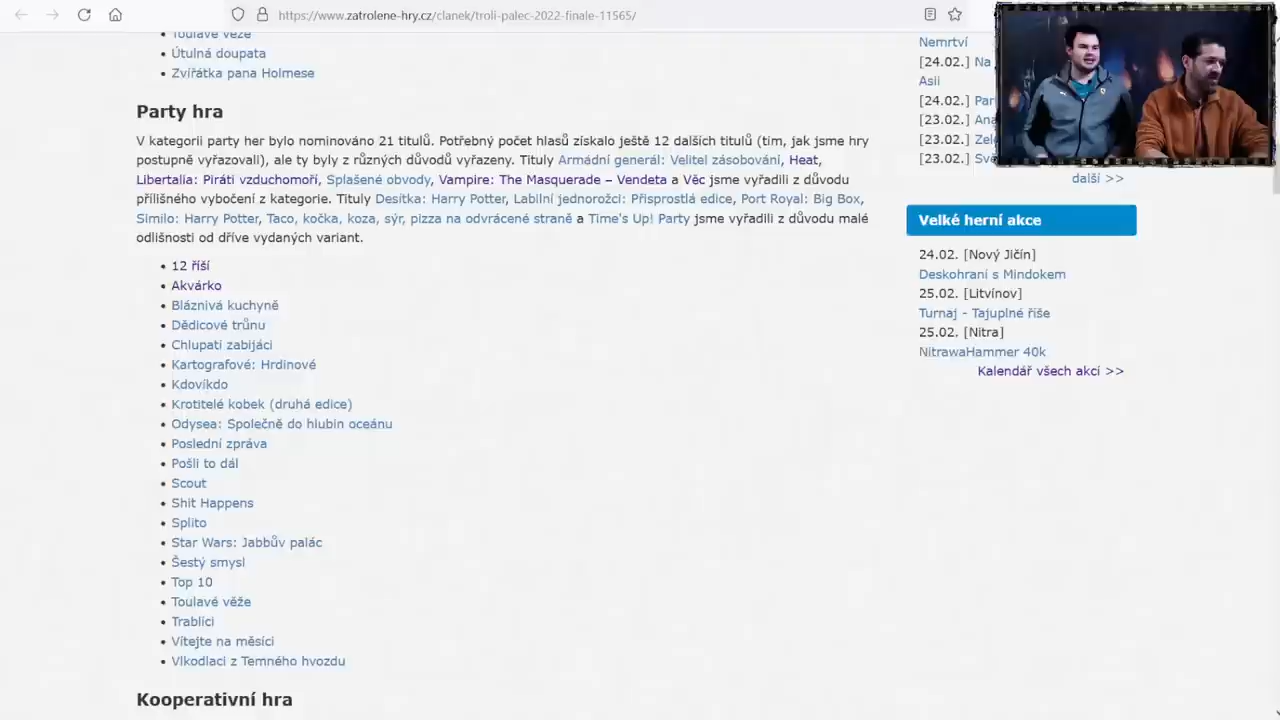 https://www.zatrolene-hry.cz/clanek/troli-palec-2022-finale-11565/
Toulavé věže
Útulná doupata
Zvířátka pana Holmese
Party hra
V kategorii party her bylo nominováno 21 titulů. Potřebný počet hlasů získalo ještě 12 dalších titulů (tim, jak jsme hry
postupně vyřazovali), ale ty byly z různých důvodů vyřazeny. Tituly Armádní generál: Velitel zásobování, Heat,
Libertalia: Piráti vzduchomoří, Splašené obvody, Vampire: The Masquerade – Vendeta a Věc jsme vyřadili z důvodu
přílišného vybočení z kategorie. Tituly Desítka: Harry Potter, Labilní jednorožci: Přisprostlá edice, Port Royal: Big Box,
Similo: Harry Potter, Taco, kočka, koza, sýr, pizza na odvrácené straně a Time's Up! Party jsme vyřadili z důvodu malé
odlišnosti od dříve vydaných variant.
• 12 říší
• Akvárko
• Bláznivá kuchyně
• Dědicové trůnu
• Chlupati zabijáci
• Kartografové: Hrdinové
• Kdovíkdo
• Krotitelé kobek (druhá edice)
• Odysea: Společně do hlubin oceánu
• Poslední zpráva
• Pošli to dál
• Scout
• Shit Happens
• Splito
• Star Wars: Jabbův palác
• Šestý smysl
• Top 10
• Toulavé věže
• Trablíci
• Vítejte na měsíci
• Vlkodlaci z Temného hvozdu
Kooperativní hra
Nemrtví
[24.02.] Na
Asii
[24.02.] Par
[23.02.] Ana
[23.02.] Zel
[23.02.] Své
další >>
Velké herní akce
24.02. [Nový Jičín]
Deskohraní s Mindokem
25.02. [Litvínov]
Turnaj - Tajuplné říše
25.02. [Nitra]
NitrawaHammer 40k
Kalendář všech akcí >>